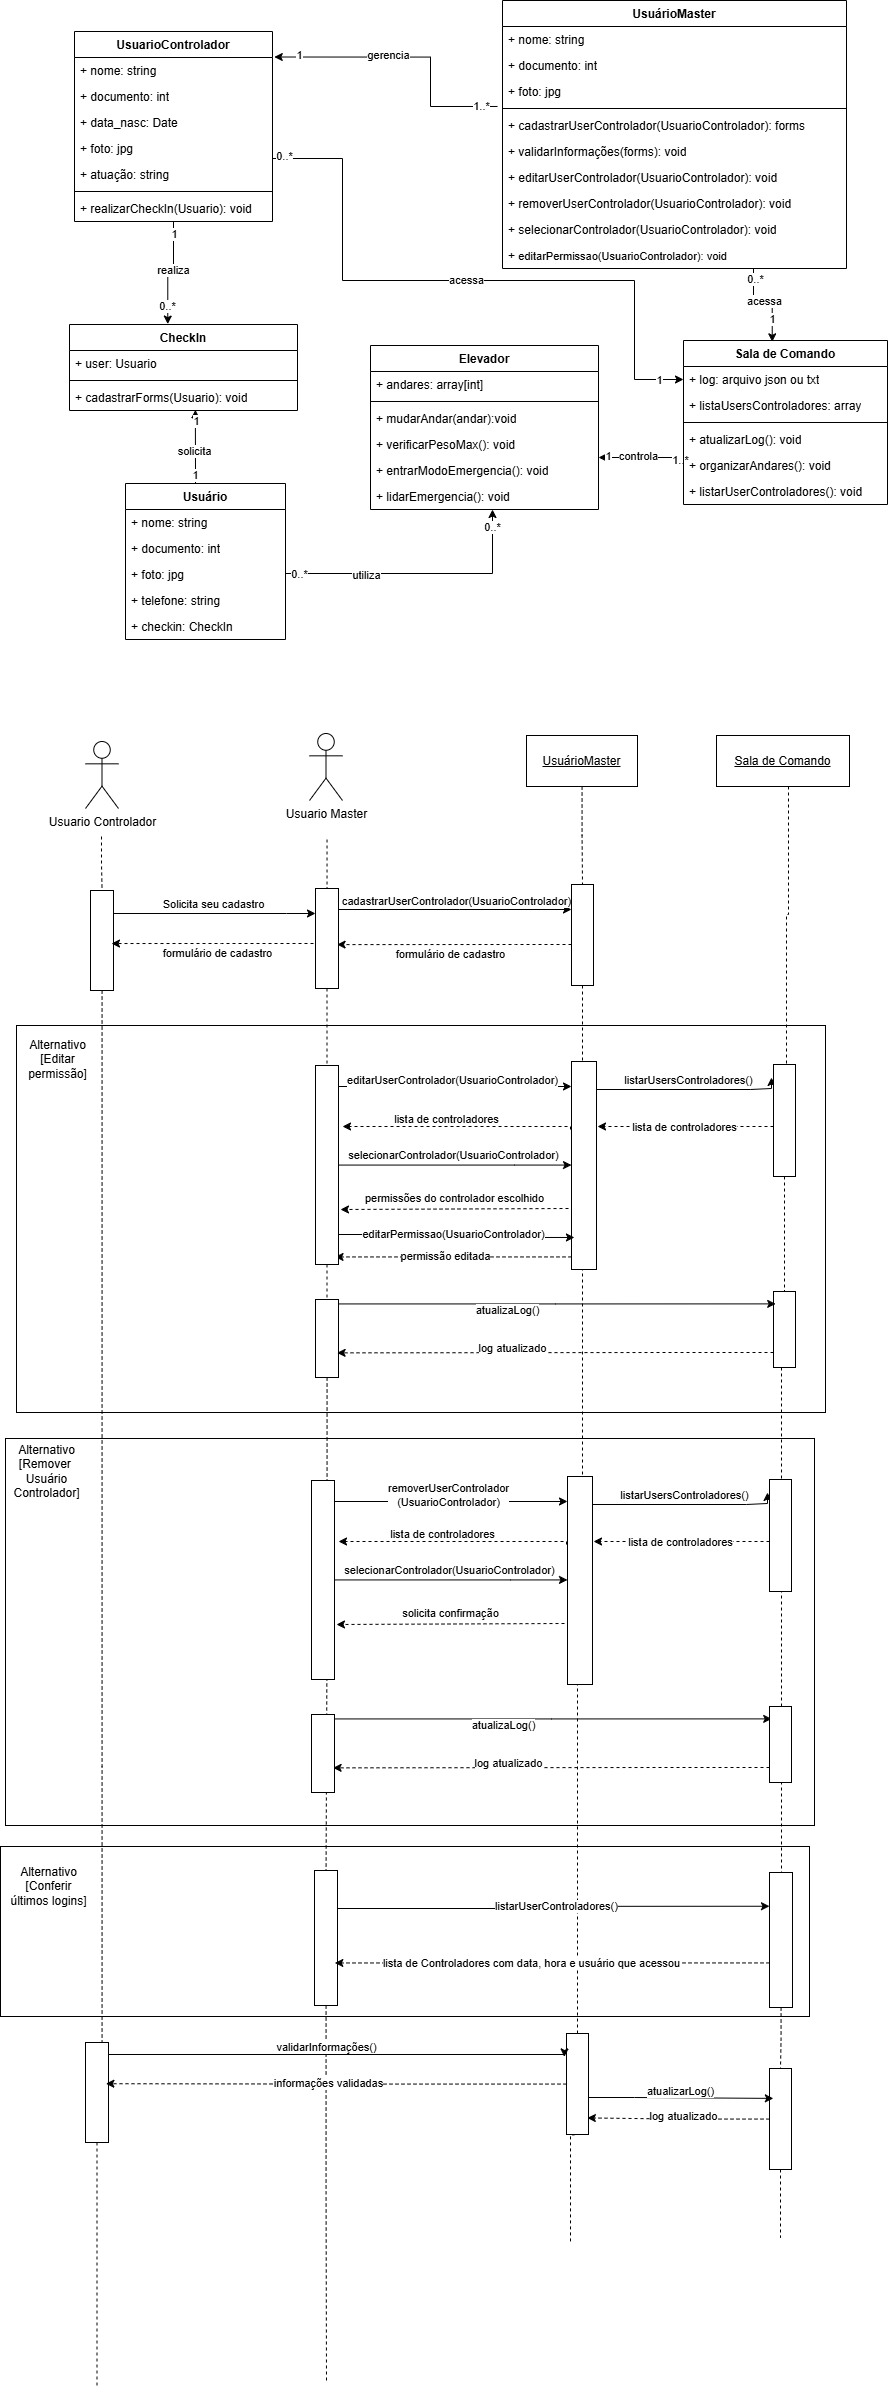 UsuárioMaster
+ nome: string
+ documento: int
+ foto: jpg
+ cadastrarUserControlador(UsuarioControlador): forms
+ validarInformações(forms): void
+ editarUserControlador(UsuarioControlador): void
+ removerUserControlador(UsuarioControlador): void
+ selecionarControlador(UsuarioControlador): void
+ editarPermissao(UsuarioControlador): void
UsuarioControlador
+ nome: string
+ documento: int
+ data_nasc: Date
+ foto: jpg
+ atuação: string
+ realizarCheckIn(Usuario): void
1
gerencia
1..*
0..*
acessa
1
1
realiza
0..*
0..*
acessa
1
CheckIn
+ user: Usuario
+ cadastrarForms(Usuario): void
1
solicita
1
Elevador
+ andares: array[int]
+ mudarAndar(andar):void
+ verificarPesoMax(): void
+ entrarModoEmergencia(): void
+ lidarEmergencia(): void
Sala de Comando
+ log: arquivo json ou txt
+ listaUsersControladores: array
+ atualizarLog(): void
+ organizarAndares(): void
+ listarUserControladores(): void
1
controla
1..*
Usuário
+ nome: string
+ documento: int
+ foto: jpg
+ telefone: string
+ checkin: CheckIn
0..*
utiliza
0..*
Usuario Controlador
Usuario Master
UsuárioMaster
Sala de Comando
Solicita seu cadastro
cadastrarUserControlador(UsuarioControlador)
formulário de cadastro
formulário de cadastro
Alternativo
[Editar
permissão]
editarUserControlador(UsuarioControlador)
listarUsersControladores()
lista de controladores
lista de controladores
selecionarControlador(UsuarioControlador)
permissões do controlador escolhido
editarPermissao(UsuarioControlador)
permissão editada
atualizaLog()
log atualizado
Alternativo
[Remover
Usuário
Controlador]
removerUserControlador
(UsuarioControlador)
listarUsersControladores()
lista de controladores
lista de controladores
selecionarControlador(UsuarioControlador)
solicita confirmação
atualizaLog()
log atualizado
Alternativo
[Conferir
últimos logins]
listarUserControladores()
lista de Controladores com data, hora e usuário que acessou
validarInformações()
informações validadas
atualizarLog()
log atualizado